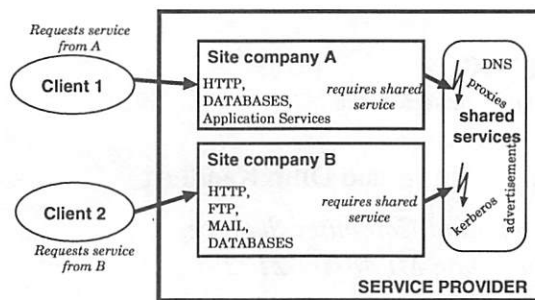 Requests service
from A
Client 1
Site company A
HTTP,
DATABASES,
Application Services
requires shared
service
DNS
proxies
shared
services
advertisement
kerberos
Site company B
HTTP,
FTP,
MAIL,
DATABASES
requires shared
service
Client 2
Requests service
from B
SERVICE PROVIDER